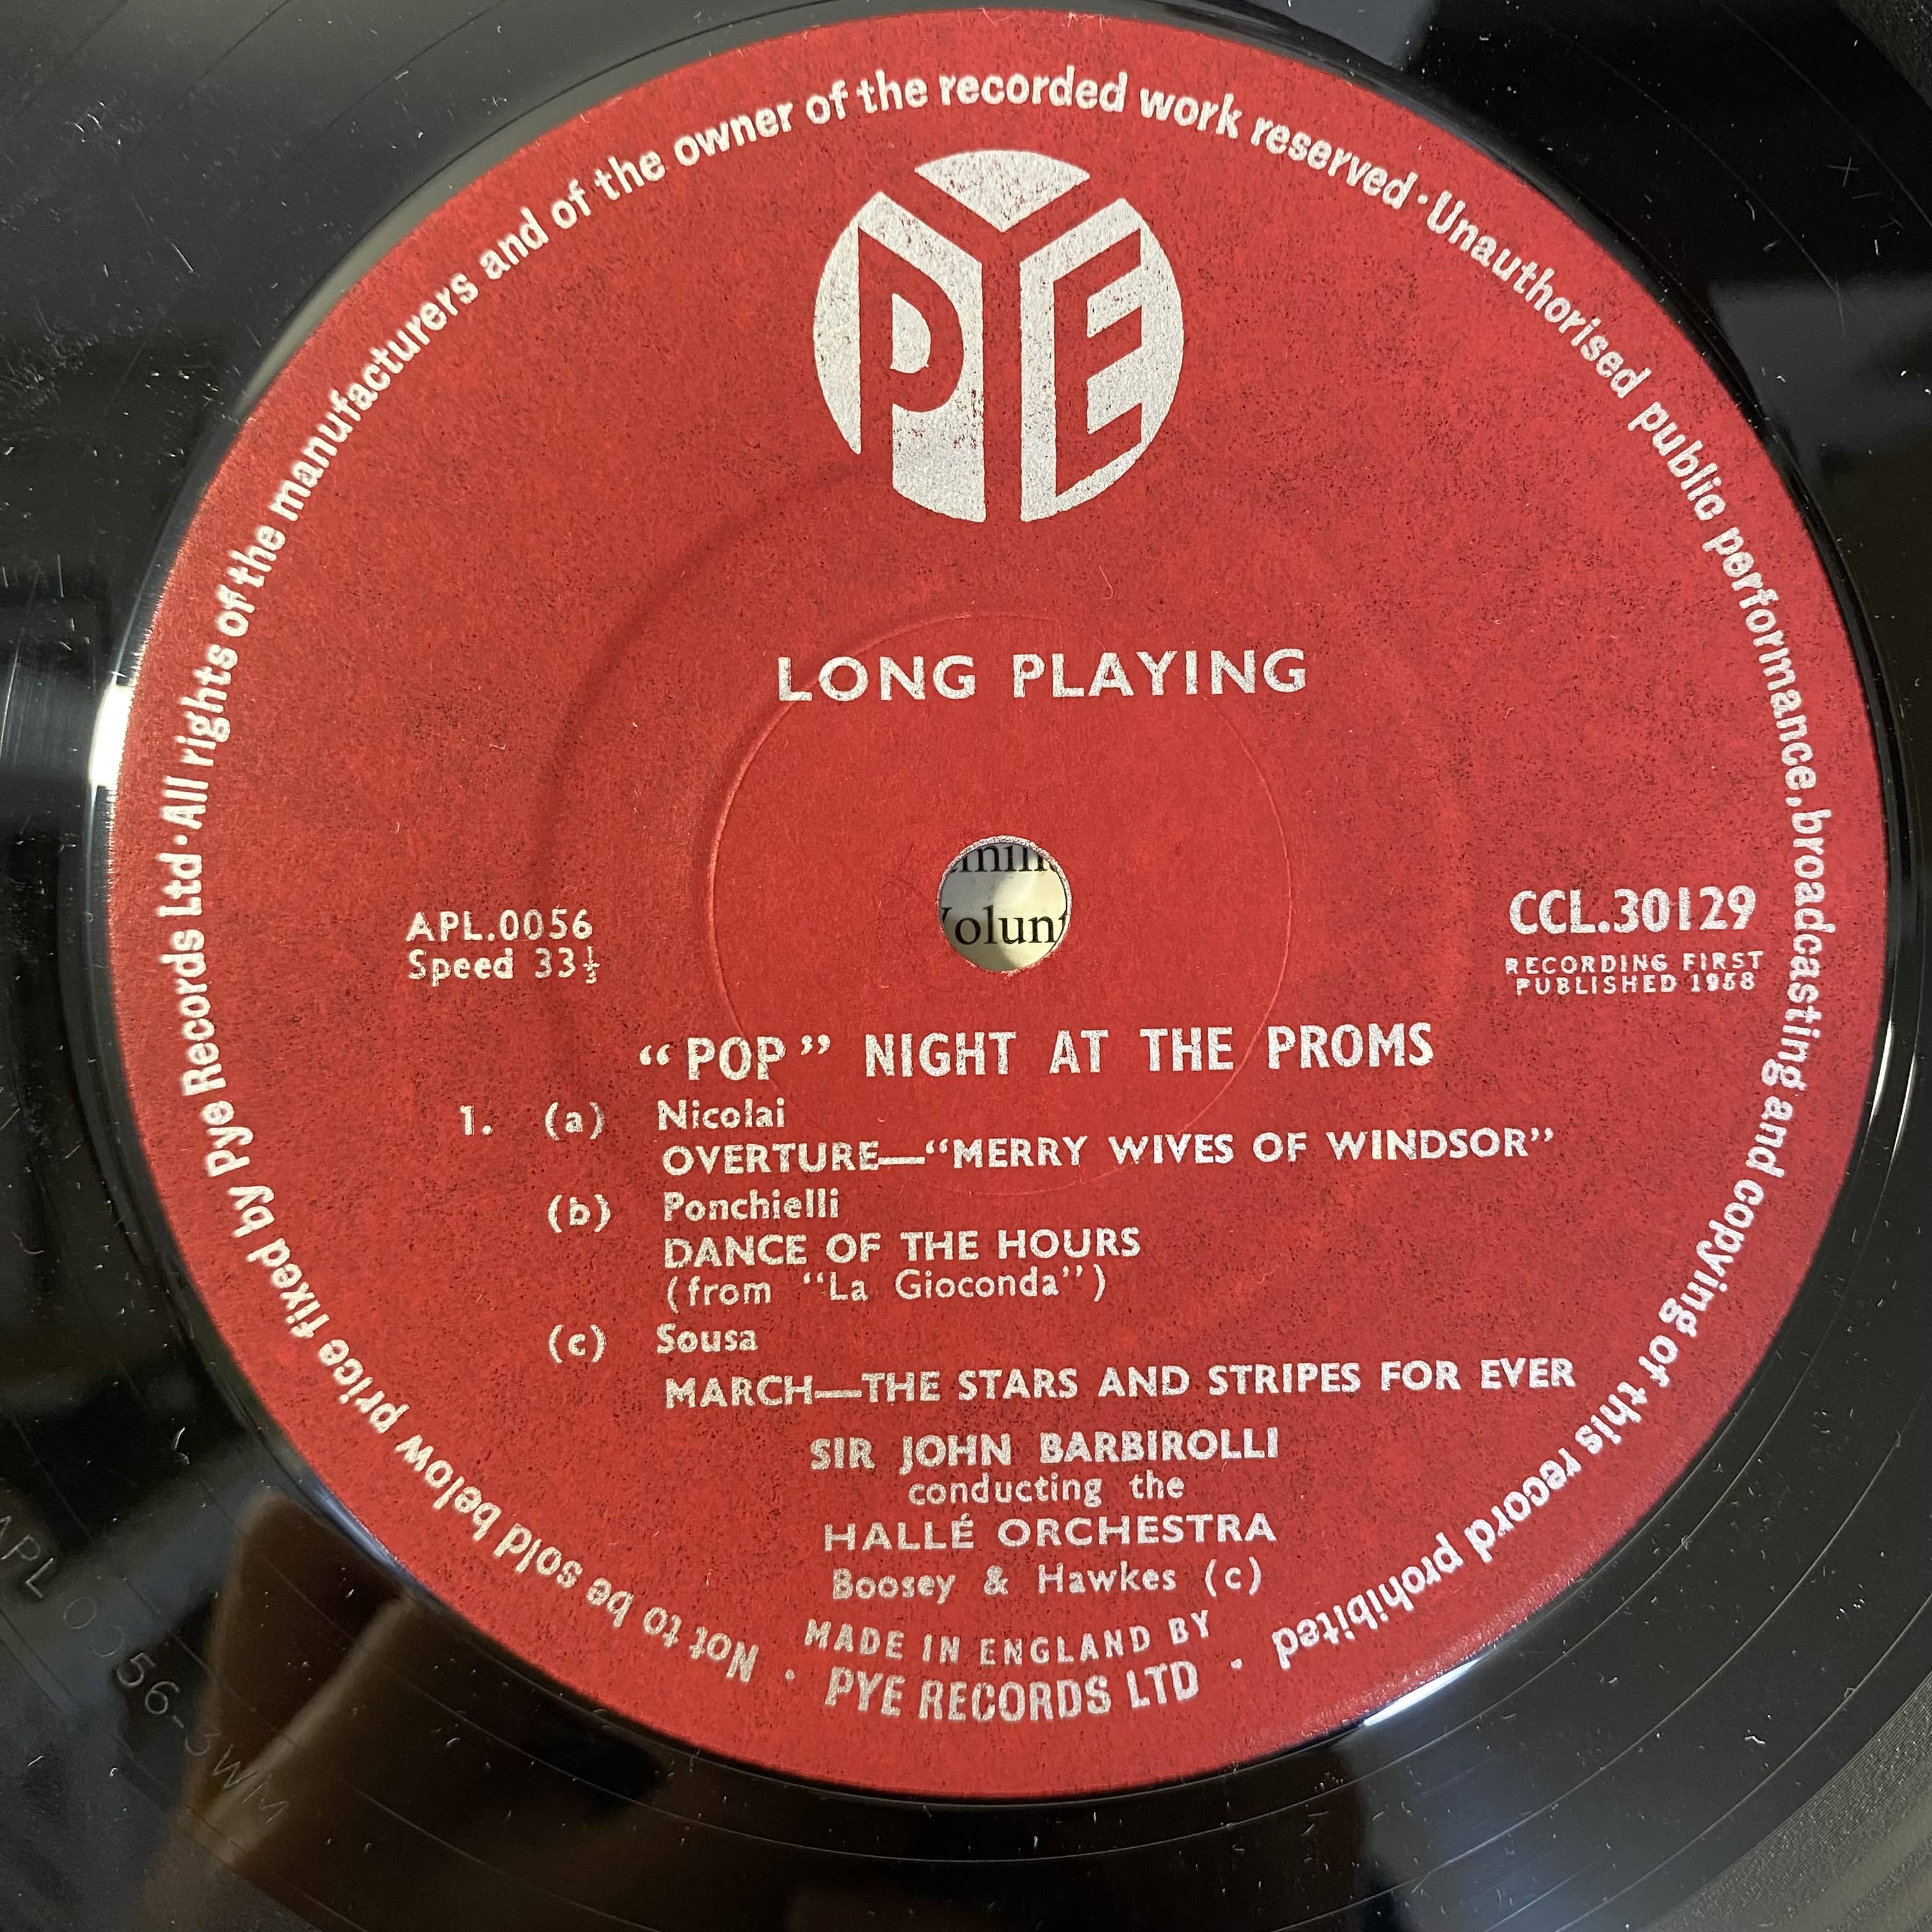 Not to be sold below price fixed by Pye Records Ltd · All rights of the manufacturers and of the owner of the recorded work reserved · Unauthorised public performance, broadcasting and copying of this record prohibited
PYE
LONG PLAYING
olun
APL.0056
Speed 33⅓
CCL.30129
RECORDING FIRST
PUBLISHED 1958
“POP” NIGHT AT THE PROMS
1. (a) Nicolai
OVERTURE—“MERRY WIVES OF WINDSOR”
(b) Ponchielli
DANCE OF THE HOURS
(from “La Gioconda”)
(c) Sousa
MARCH—THE STARS AND STRIPES FOR EVER
SIR JOHN BARBIROLLI
conducting the
HALLÉ ORCHESTRA
Boosey & Hawkes (c)
MADE IN ENGLAND BY
· PYE RECORDS LTD ·
APL 0056-3WM